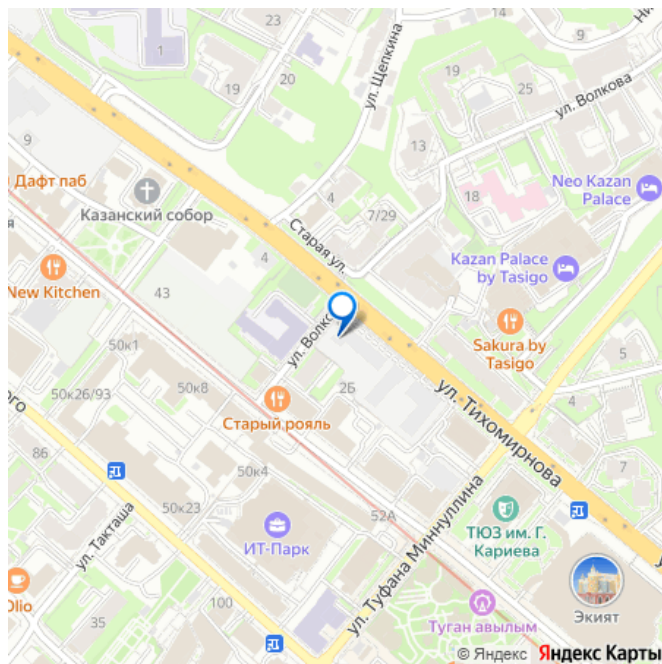 23
1
19
20
ул. Щепкина
19
25
ул. Волкова
9
13
Дафт паб
Казанский собор
4
7/29
18
Neo Kazan
Palace
Старая ул.
4
Kazan Palace
by Tasigo
New Kitchen
43
50к1
ул. Волко
Sakura by
Tasigo
5
50к26/93
50к8
2Б
4
Старый рояль
ул. Тихомирнова
86
50к4
7
50к23
52А
ул. Такташа
ИТ-Парк
ТЮЗ им. Г.
Кариева
ул. Туфана Миннуллина
Olio
100
35
Туган авылым
Экият
© Яндекс Яндекс Карты